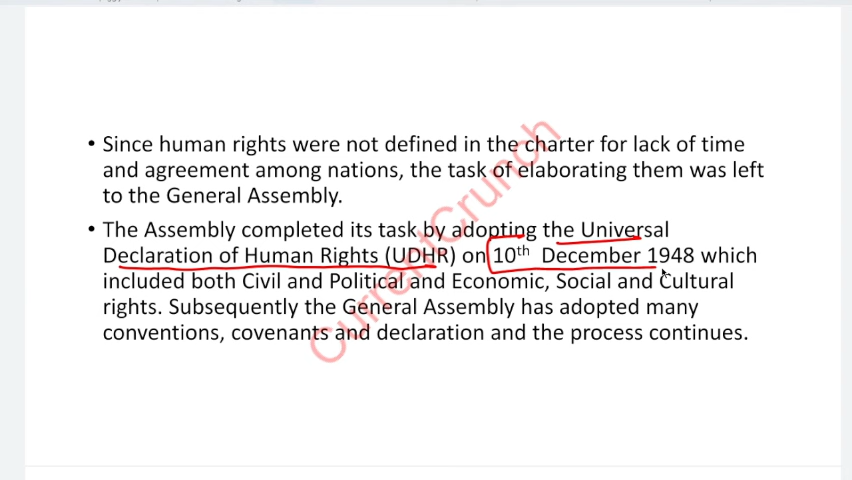 • Since human rights were not defined in the charter for lack of time
and agreement among nations, the task of elaborating them was left
to the General Assembly.
• The Assembly completed its task by adopting the Universal
Declaration of Human Rights (UDHR) on 10th December 1948 which
included both Civil and Political and Economic, Social and Cultural
rights. Subsequently the General Assembly has adopted many
conventions, covenants and declaration and the process continues.
CurrentCrunch